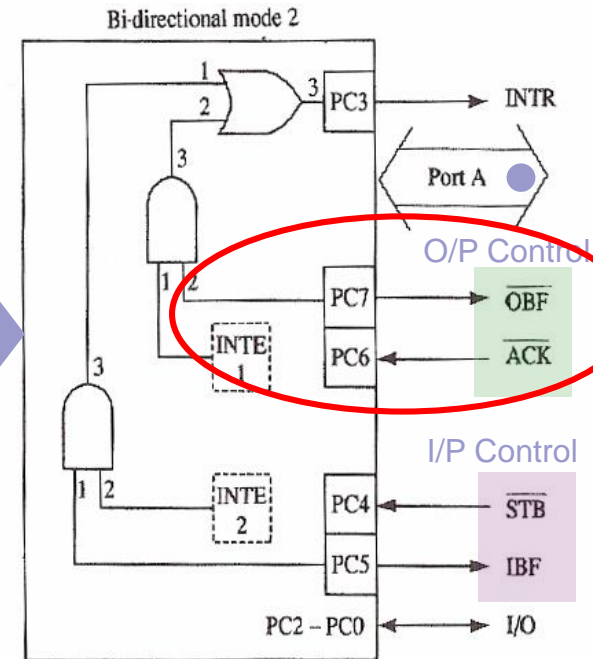 Bi-directional mode 2
1
2
3
PC3
INTR
3
Port A
O/P Control
1
2
PC7
OBF
INTE
1
PC6
ACK
3
I/P Control
1
2
INTE
2
PC4
STB
PC5
IBF
PC2 – PC0
I/O